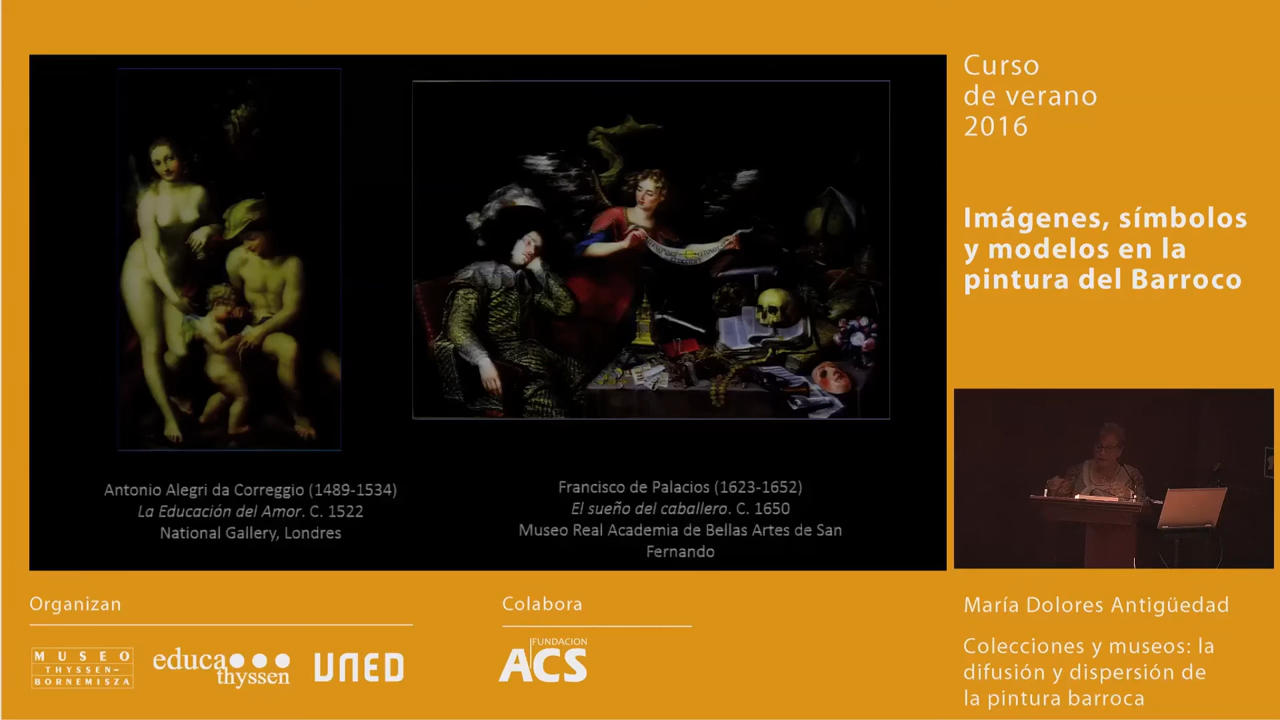 Curso
de verano
2016
Imágenes, símbolos
y modelos en la
pintura del Barroco
Antonio Alegri da Correggio (1489-1534)
La Educación del Amor. C. 1522
National Gallery, Londres
Francisco de Palacios (1623-1652)
El sueño del caballero. C. 1650
Museo Real Academia de Bellas Artes de San
Fernando
Organizan
MUSEO
THYSSEN-
BORNEMISZA
educa
thyssen
UNED
Colabora
FUNDACION
ACS
María Dolores Antigüedad
Colecciones y museos: la
difusión y dispersión de
la pintura barroca